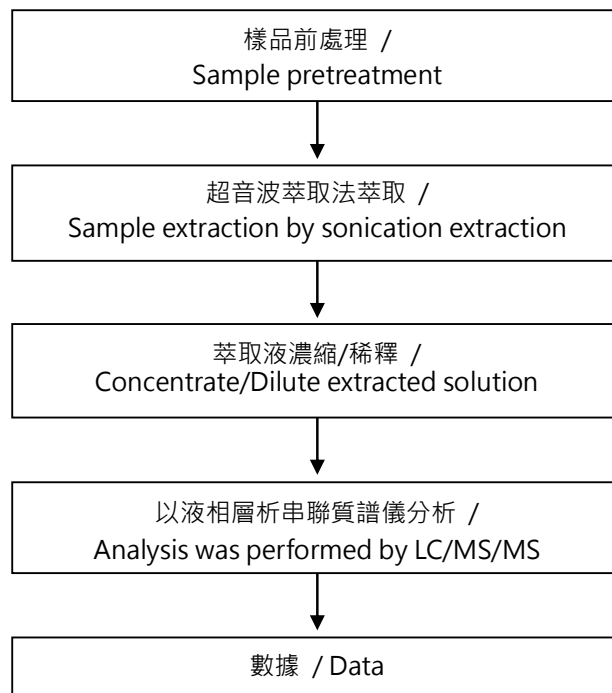 樣品前處理 /
Sample pretreatment
超音波萃取法萃取 /
Sample extraction by sonication extraction
萃取液濃縮/稀釋 /
Concentrate/Dilute extracted solution
以液相層析串聯質譜儀分析 /
Analysis was performed by LC/MS/MS
數據 / Data